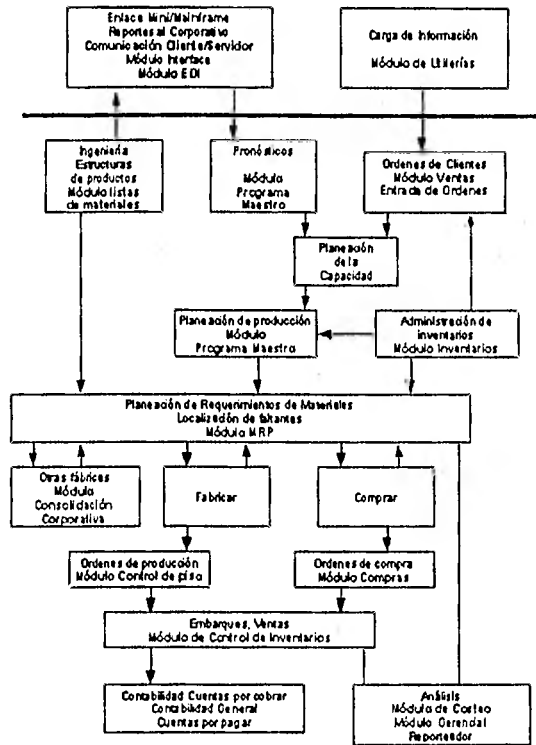 Enlace Mini/Mainframe
Reportes al Corporativo
Comunicación Cliente/Servidor
Módulo Interface
Módulo EDI
Carga de Información
Módulo de Utilerías
Ingeniería
Estructuras
de productos
Módulo listas
de materiales
Pronósticos
Módulo
Programa
Maestro
Ordenes de Clientes
Módulo Ventas
Entrada de Ordenes
Planeación
de la
Capacidad
Planeación de producción
Módulo
Programa Maestro
Administración de
inventarios
Módulo Inventarios
Planeación de Requerimientos de Materiales
Localización de faltantes
Módulo MRP
Otras fábricas
Módulo
Consolidación
Corporativa
Fabricar
Comprar
Ordenes de producción
Módulo Control de piso
Ordenes de compra
Módulo Compras
Embarques, Ventas
Módulo de Control de Inventarios
Contabilidad Cuentas por cobrar
Contabilidad General
Cuentas por pagar
Análisis
Módulo de Costeo
Módulo Gerencial
Reporteador